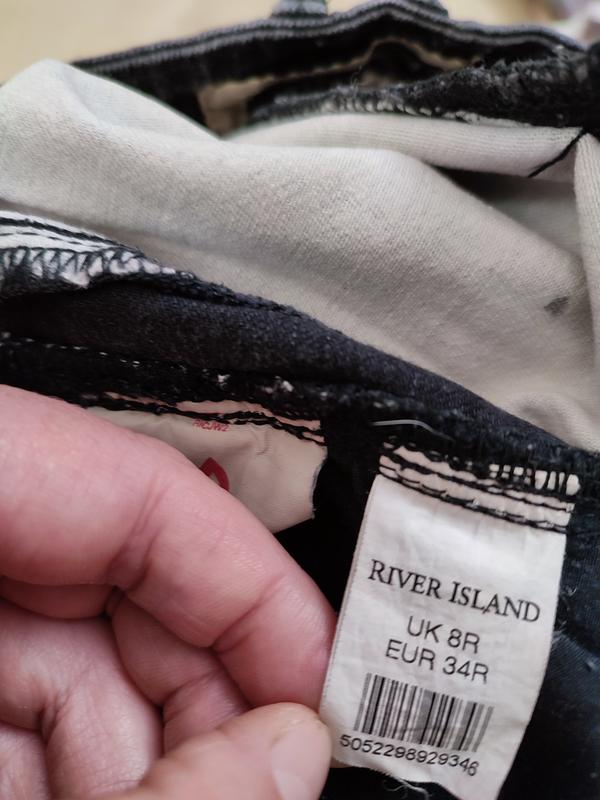 RIVER ISLAND
UK 8R
EUR 34R
5052298929346